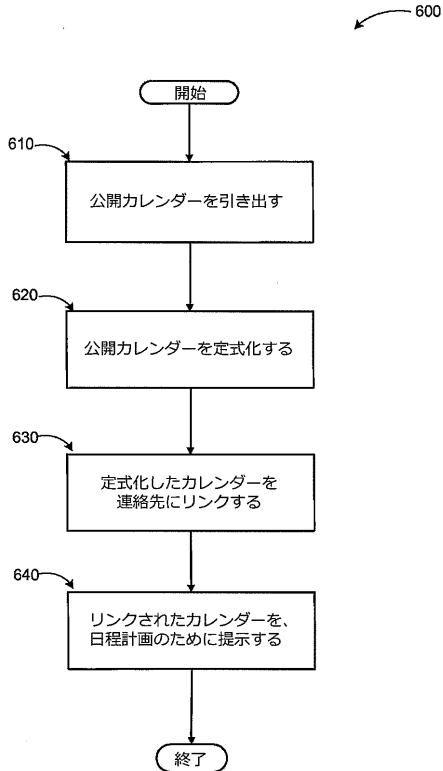 600
開始
610
公開カレンダーを引き出す
620
公開カレンダーを定式化する
630
定式化したカレンダーを
連絡先にリンクする
640
リンクされたカレンダーを、
日程計画のために提示する
終了